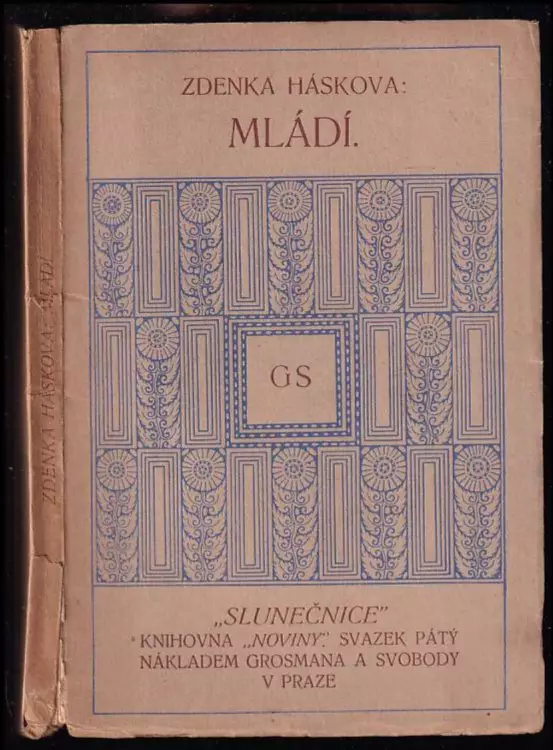 ZDENKA HÁSKOVA:
MLÁDÍ.
GS
„SLUNEČNICE"
KNIHOVNA „NOVINY“. SVAZEK PÁTÝ
NÁKLADEM GROSMANA A SVOBODY
V PRAZE
ZDENKA HÁSKOVA: MLÁDÍ